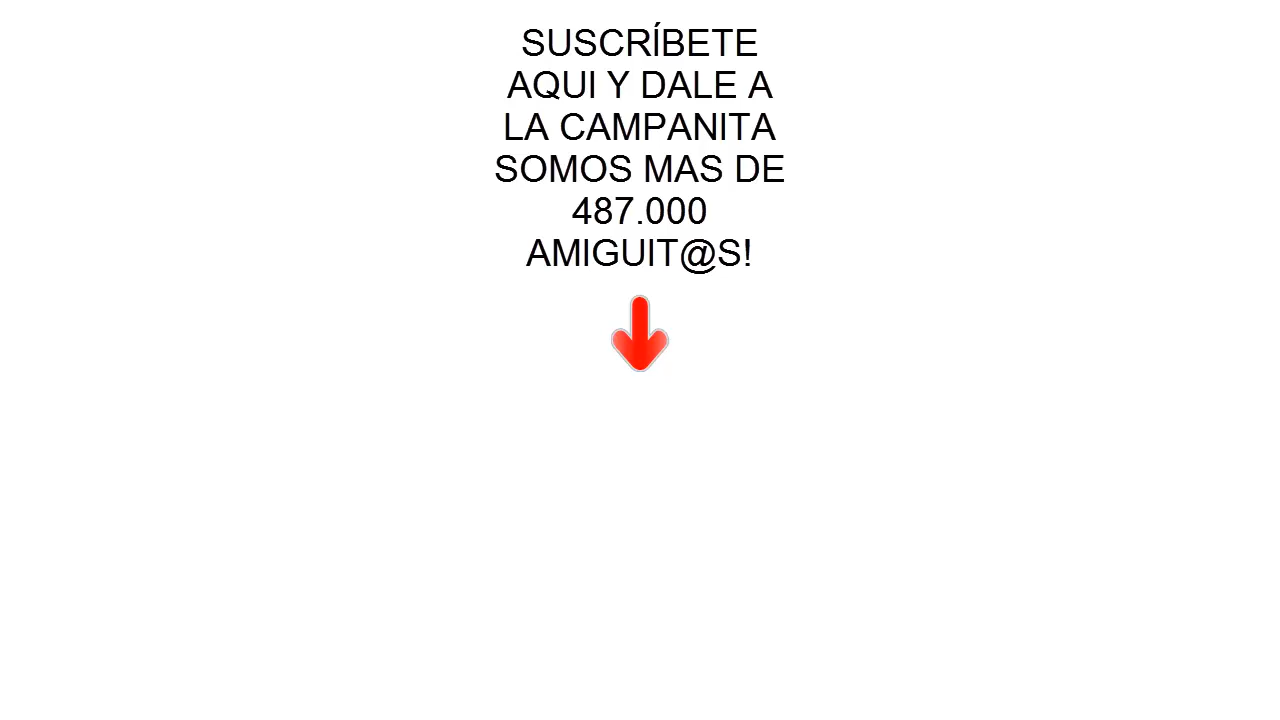 SUSCRÍBETE
AQUI Y DALE A
LA CAMPANITA
SOMOS MAS DE
487.000
AMIGUIT@S!